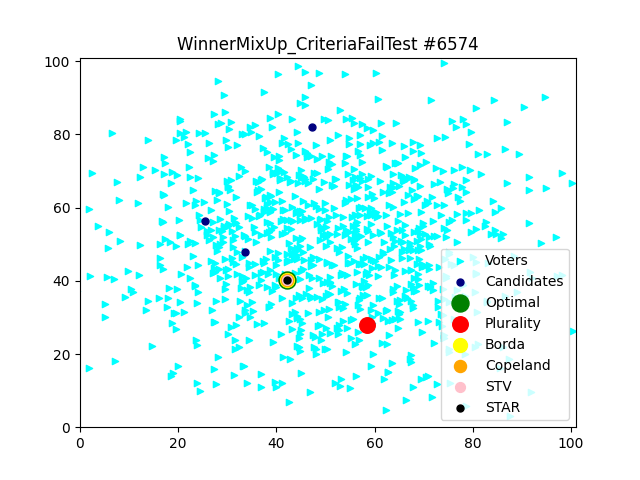 WinnerMixUp_CriteriaFailTest #6574
100
80
60
40
20
0
0
20
40
60
80
100
Voters
Candidates
Optimal
Plurality
Borda
Copeland
STV
STAR